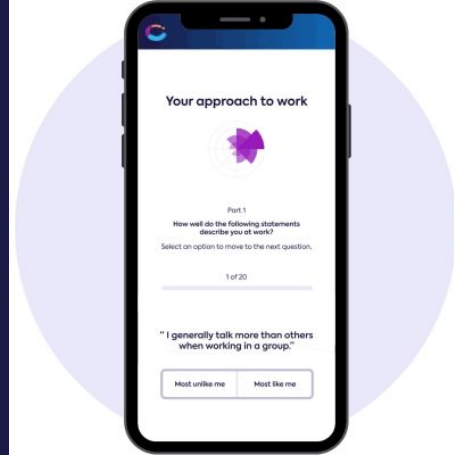 Your approach to work
Part 1
How well do the following statements
describe you at work?
Select an option to move to the next question.
1 of 20
" I generally talk more than others
when working in a group."
Most unlike me Most like me